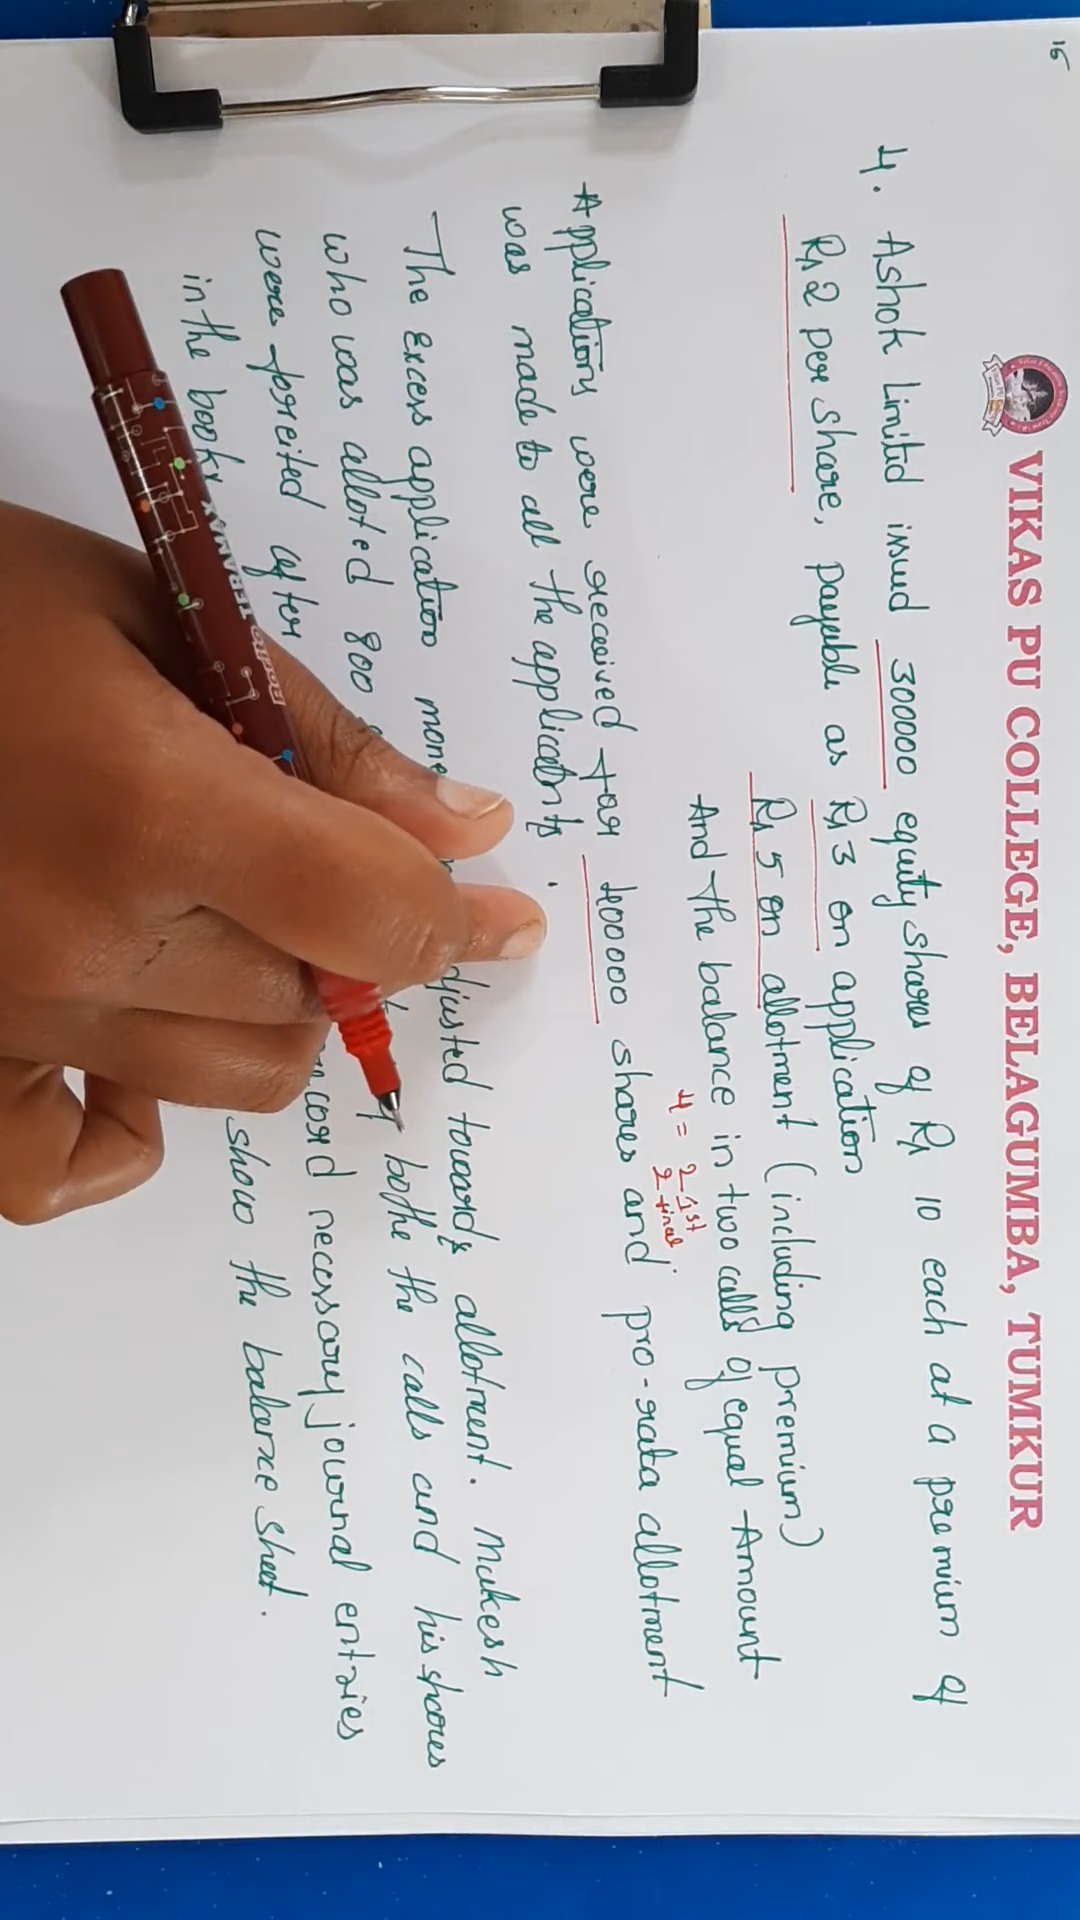 15
VIKAS PU COLLEGE, BELAGUMBA, TUMKUR
4. Ashok Limited issued 300000 equity shares of Rs 10 each at a premium of
Rs 2 per share, payable as Rs 3 on application
Rs 5 on allotment (including premium)
And the balance in two calls of equal Amount
4 = 2 1st
2 final
Applications were received for 400000 shares and pro-rata allotment
was made to all the applicants.
The excess application adjusted towards allotment. Mukesh
who was alloted 800 bothe the calls and his shares
were forcited after necessary journal entries
in the books show the balance sheet.